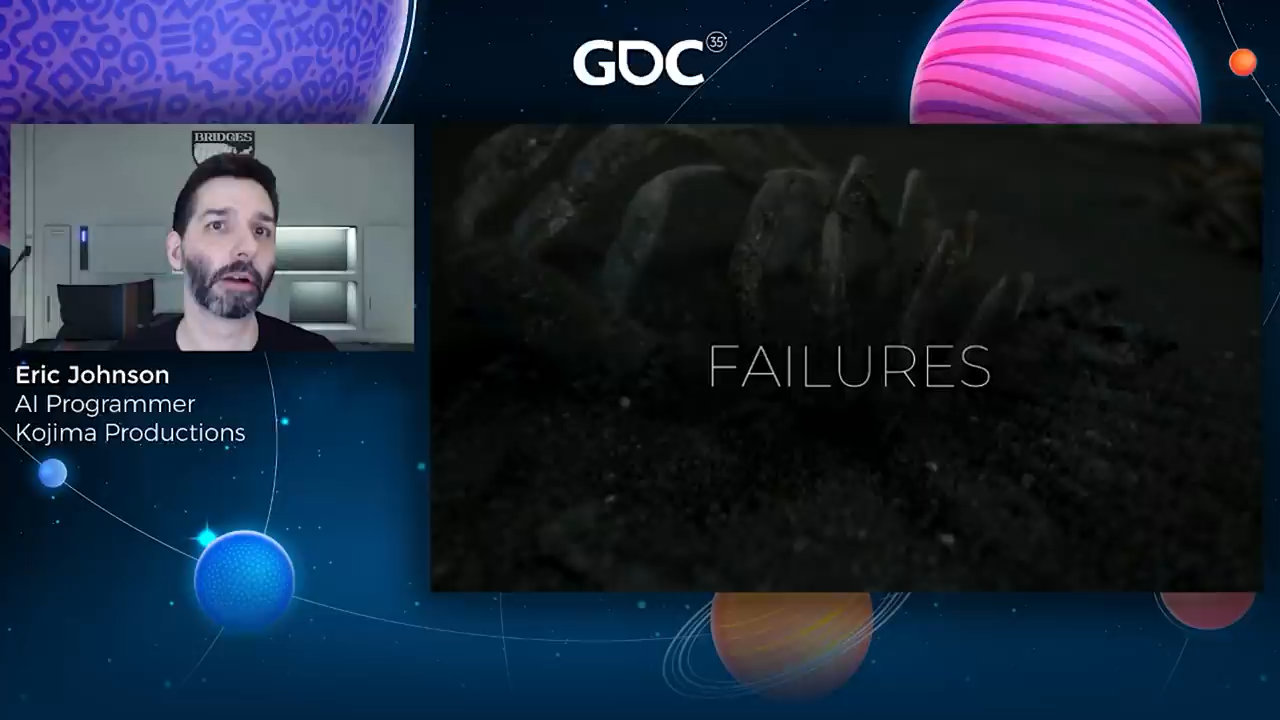 GDC 35
BRIDGES
FAILURES
Eric Johnson
AI Programmer
Kojima Productions